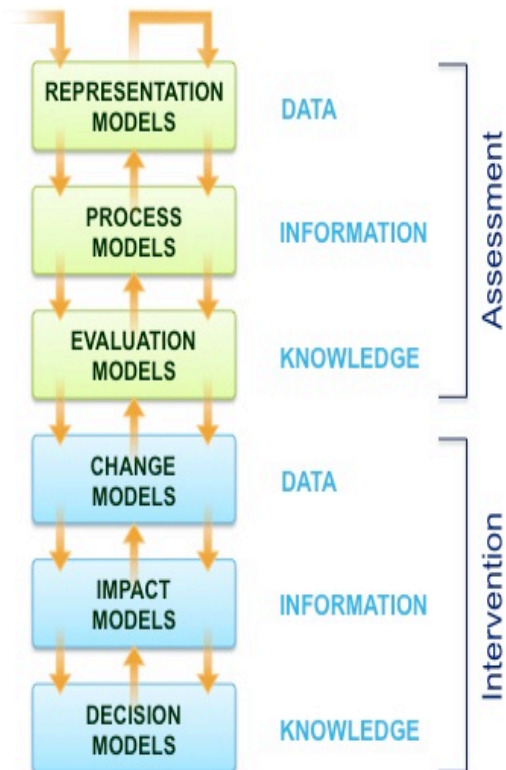 REPRESENTATION
MODELS
DATA
PROCESS
MODELS
INFORMATION
EVALUATION
MODELS
KNOWLEDGE
Assessment
CHANGE
MODELS
DATA
IMPACT
MODELS
INFORMATION
DECISION
MODELS
KNOWLEDGE
Intervention